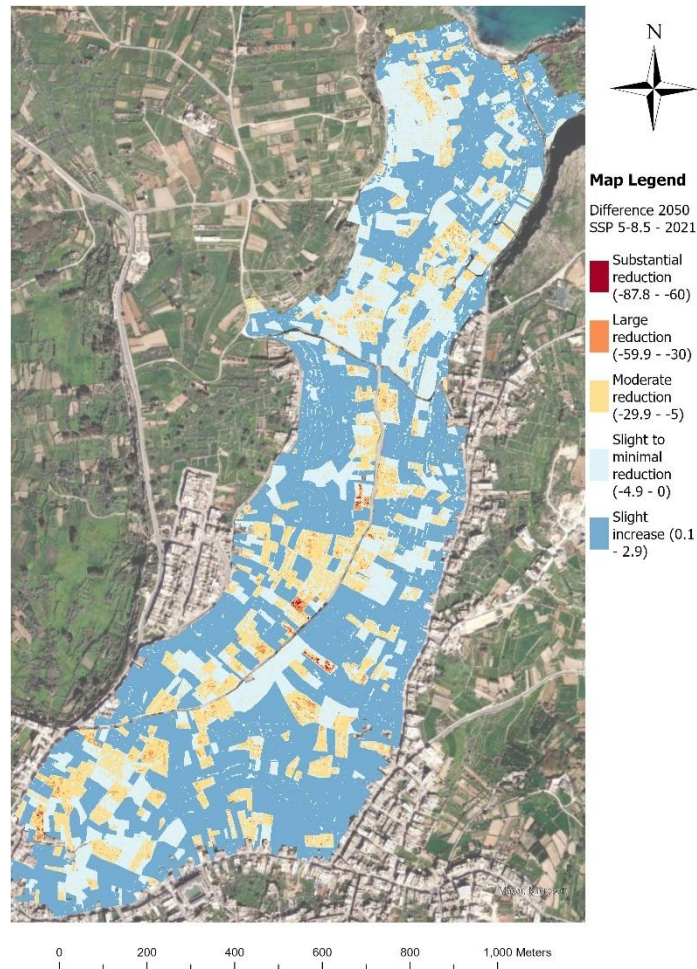 N
Map Legend
Difference 2050
SSP 5-8.5 - 2021
Substantial
reduction
(-87.8 - -60)
Large
reduction
(-59.9 - -30)
Moderate
reduction
(-29.9 - -5)
Slight to
minimal
reduction
(-4.9 - 0)
Slight
increase (0.1
- 2.9)
0 200 400 600 800 1,000 Meters